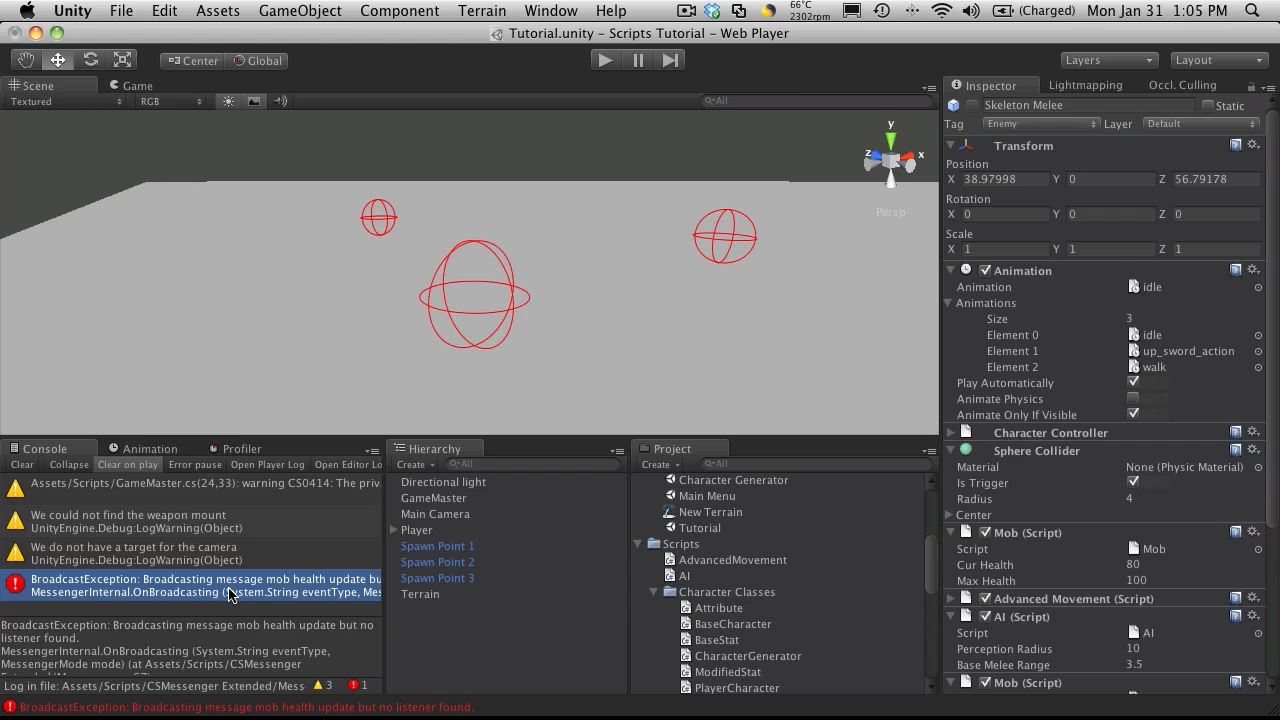 Unity File Edit Assets GameObject Component Terrain Window Help 66°C 2302rpm (Charged) Mon Jan 31 1:05 PM
Tutorial.unity – Scripts Tutorial – Web Player
Center Global Layers Layout
Scene Game
Textured RGB All
y
z x
Persp
Inspector Lightmapping Occl. Culling
Skeleton Melee Static
Tag Enemy Layer Default
Transform
Position
X 38.97998 Y 0 Z 56.79178
Rotation
X 0 Y 0 Z 0
Scale
X 1 Y 1 Z 1
Animation
Animation idle
Animations
Size 3
Element 0 idle
Element 1 up_sword_action
Element 2 walk
Play Automatically
Animate Physics
Animate Only If Visible
Character Controller
Sphere Collider
Material None (Physic Material)
Is Trigger
Radius 4
Center
Mob (Script)
Script Mob
Cur Health 80
Max Health 100
Advanced Movement (Script)
AI (Script)
Script AI
Perception Radius 10
Base Melee Range 3.5
Mob (Script)
Console Animation Profiler
Clear Collapse Clear on play Error pause Open Player Log Open Editor Lo
Assets/Scripts/GameMaster.cs(24,33): warning CS0414: The priv
We could not find the weapon mount
UnityEngine.Debug:LogWarning(Object)
We do not have a target for the camera
UnityEngine.Debug:LogWarning(Object)
BroadcastException: Broadcasting message mob health update bu
MessengerInternal.OnBroadcasting (System.String eventType, Mes
BroadcastException: Broadcasting message mob health update but no
listener found.
MessengerInternal.OnBroadcasting (System.String eventType,
MessengerMode mode) (at Assets/Scripts/CSMessenger
Log in file: Assets/Scripts/CSMessenger Extended/Mess 3 1
Hierarchy
Create All
Directional light
GameMaster
Main Camera
Player
Spawn Point 1
Spawn Point 2
Spawn Point 3
Terrain
Project
Create All
Character Generator
Main Menu
New Terrain
Tutorial
Scripts
AdvancedMovement
AI
Character Classes
Attribute
BaseCharacter
BaseStat
CharacterGenerator
ModifiedStat
PlayerCharacter
BroadcastException: Broadcasting message mob health update but no listener found.